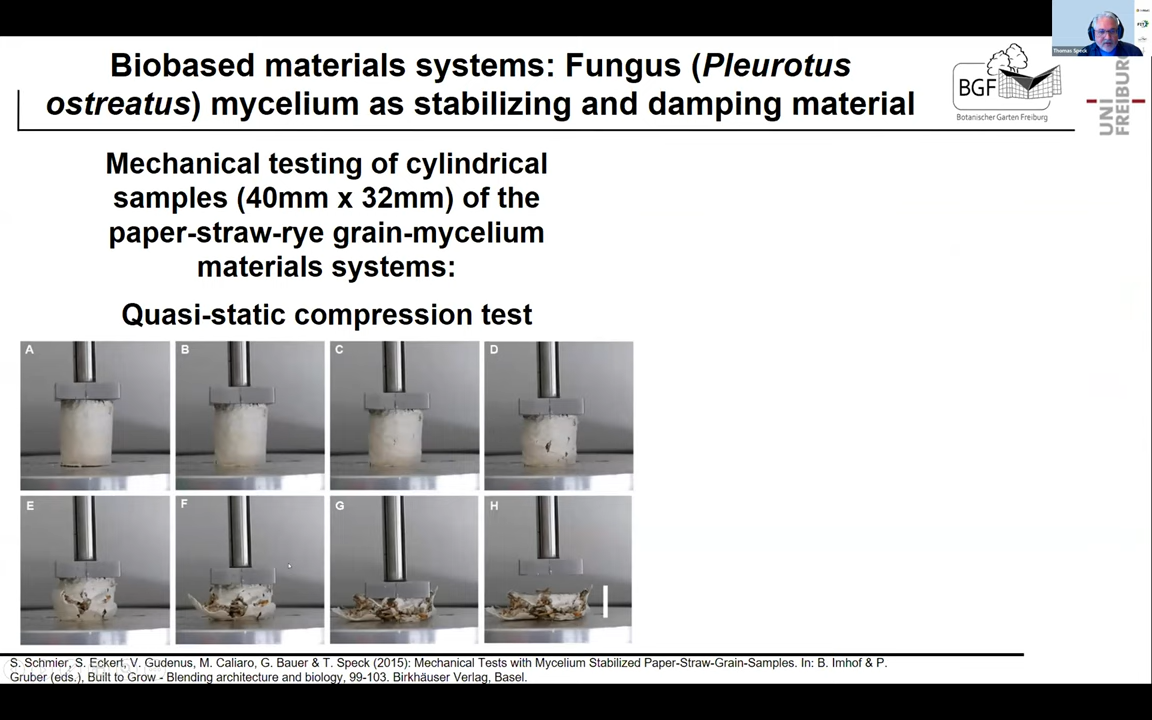 Biobased materials systems: Fungus (Pleurotus
ostreatus) mycelium as stabilizing and damping material
BGF
Botanischer Garten Freiburg
UNI
FREIBURG
Thomas Speck
Mechanical testing of cylindrical
samples (40mm x 32mm) of the
paper-straw-rye grain-mycelium
materials systems:
Quasi-static compression test
A
B
C
D
E
F
G
H
S. Schmier, S. Eckert, V. Gudenus, M. Caliaro, G. Bauer & T. Speck (2015): Mechanical Tests with Mycelium Stabilized Paper-Straw-Grain-Samples. In: B. Imhof & P.
Gruber (eds.), Built to Grow - Blending architecture and biology, 99-103. Birkhäuser Verlag, Basel.